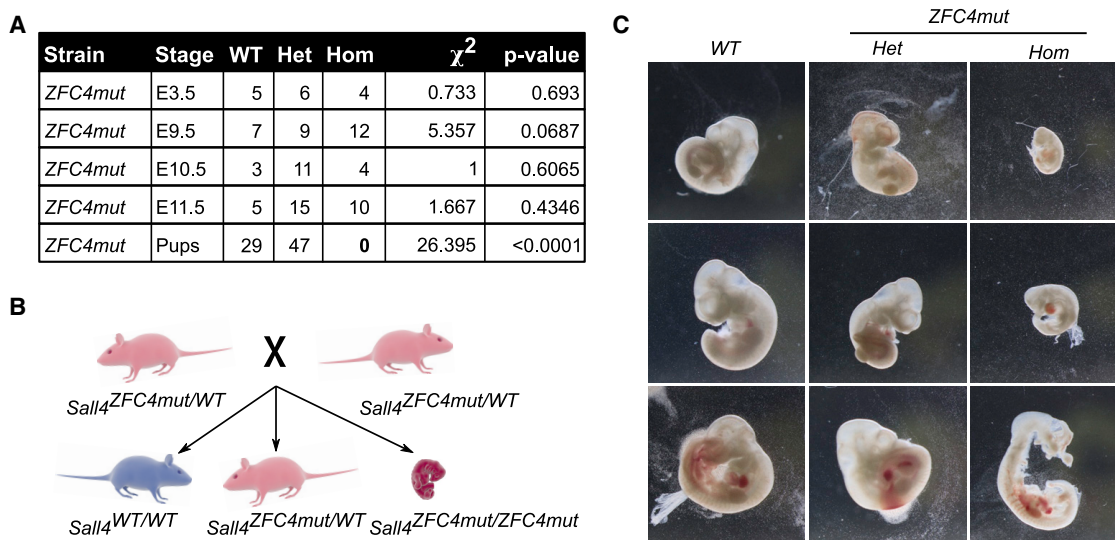 A
Strain Stage WT Het Hom χ2 p-value
ZFC4mut E3.5 5 6 4 0.733 0.693
ZFC4mut E9.5 7 9 12 5.357 0.0687
ZFC4mut E10.5 3 11 4 1 0.6065
ZFC4mut E11.5 5 15 10 1.667 0.4346
ZFC4mut Pups 29 47 0 26.395 <0.0001
B
X
Sall4ZFC4mut/WT Sall4ZFC4mut/WT
Sall4WT/WT Sall4ZFC4mut/WT Sall4ZFC4mut/ZFC4mut
C
ZFC4mut
WT Het Hom